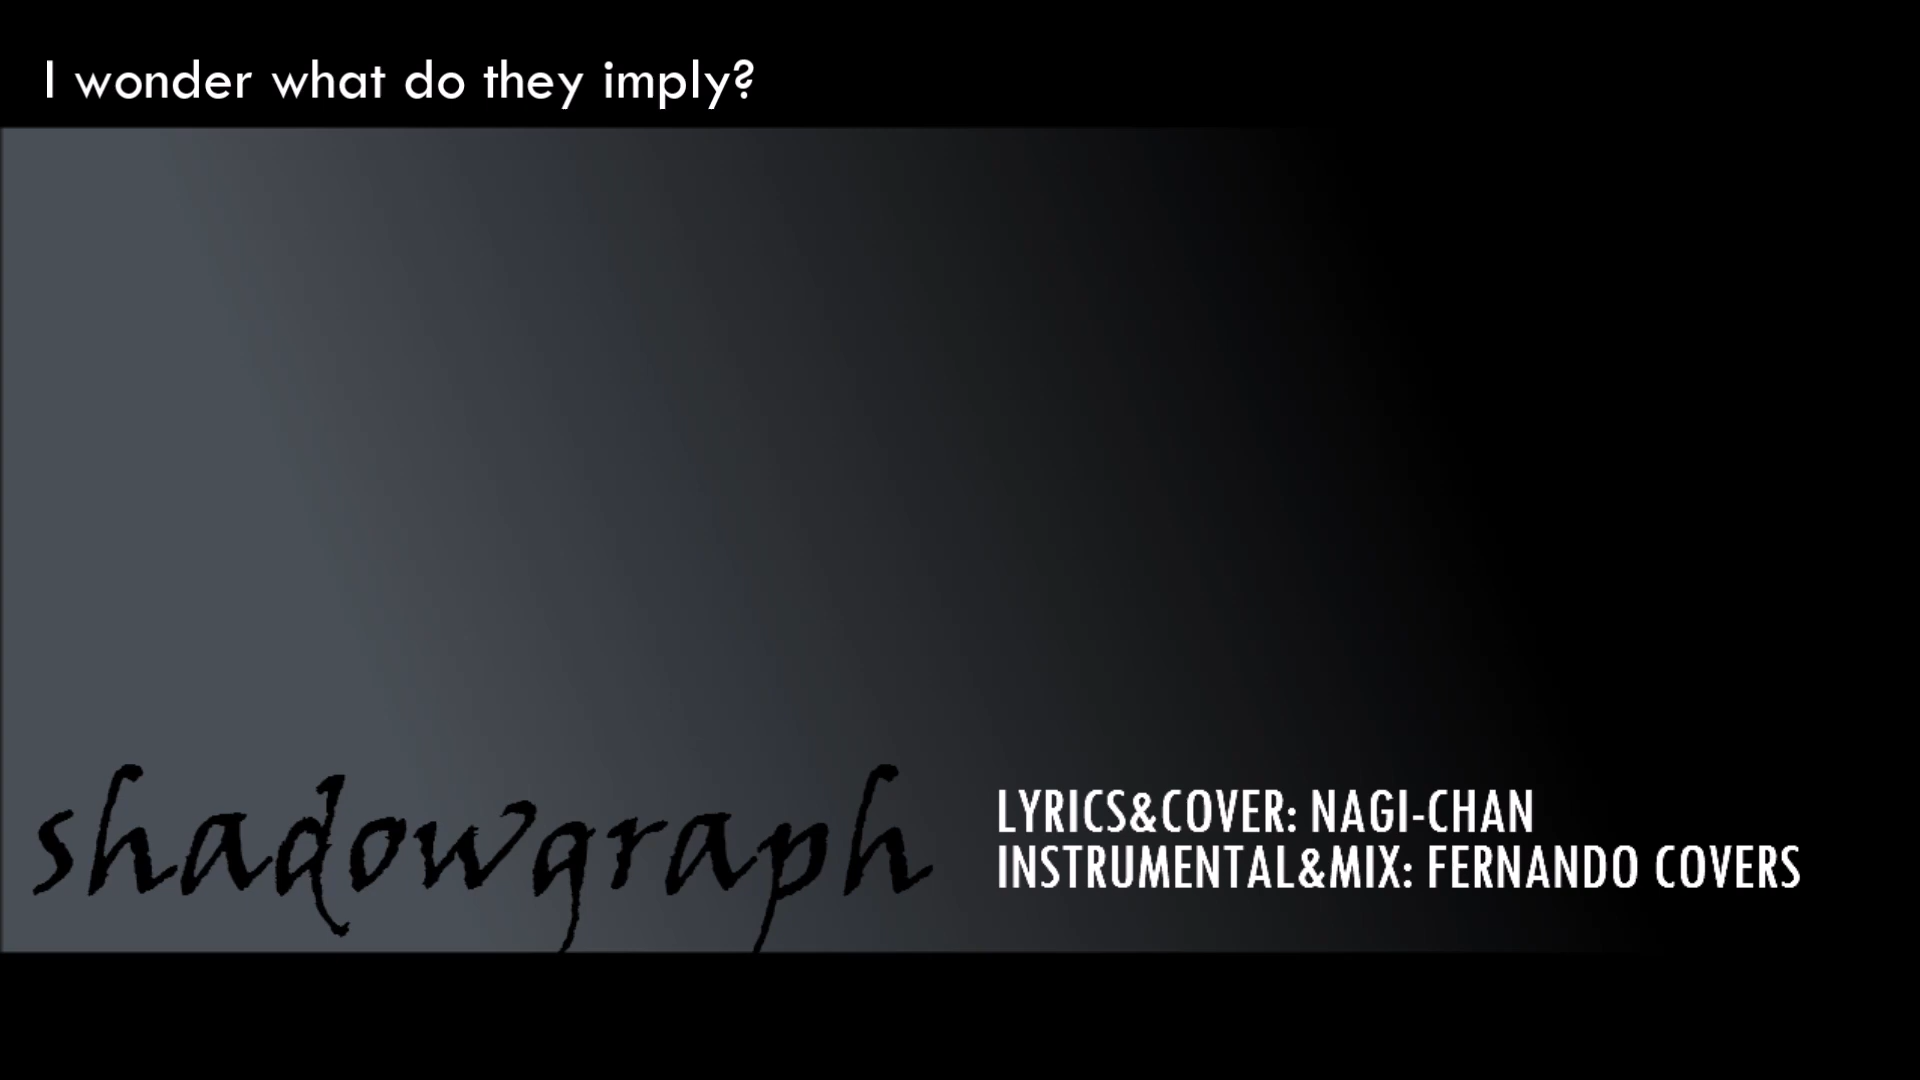 I wonder what do they imply?
shadowgraph
LYRICS&COVER: NAGI-CHAN
INSTRUMENTAL&MIX: FERNANDO COVERS